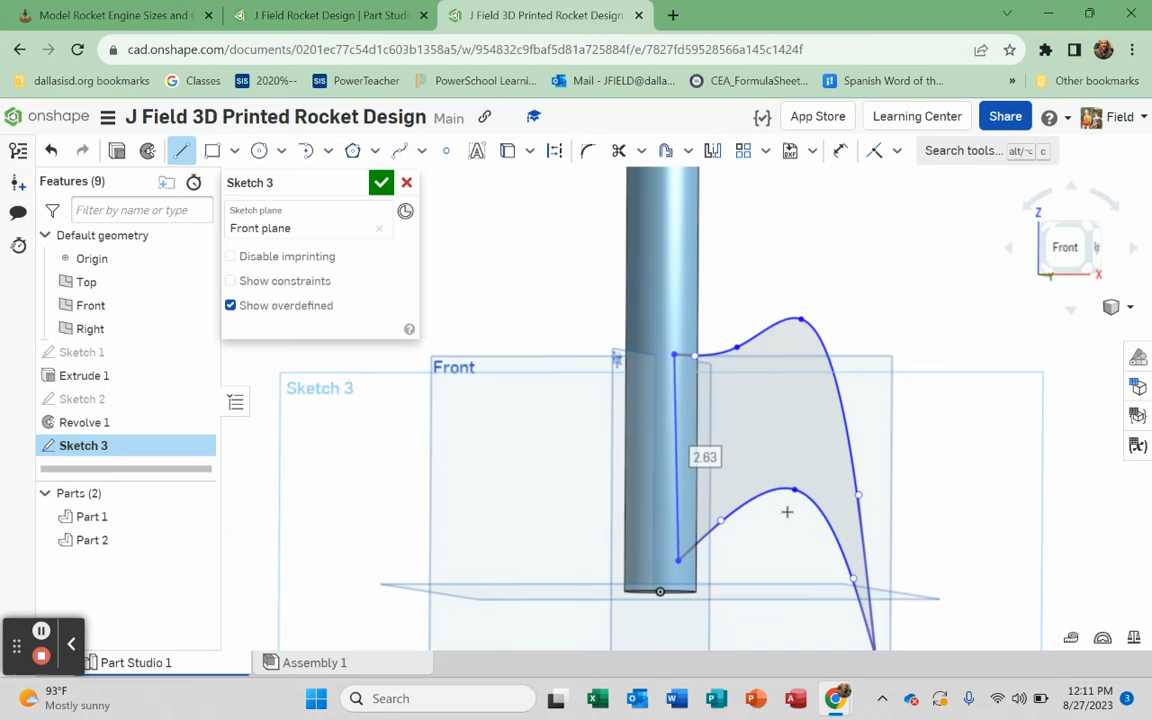 Model Rocket Engine Sizes and C
J Field Rocket Design | Part Studi
J Field 3D Printed Rocket Design
cad.onshape.com/documents/0201ec77c54d1c603b1358a5/w/954832c9fbaf5d81a725884f/e/7827fd59528566a145c1424f
dallasisd.org bookmarks
Classes
SIS 2020%--
SIS PowerTeacher
PowerSchool Learni...
Mail - JFIELD@dalla...
CEA_FormulaSheet...
Spanish Word of th...
»
Other bookmarks
onshape
J Field 3D Printed Rocket Design Main
App Store
Learning Center
Share
Field
Search tools... alt/⌥ c
Features (9)
Filter by name or type
Default geometry
Origin
Top
Front
Right
Sketch 1
Extrude 1
Sketch 2
Revolve 1
Sketch 3
Parts (2)
Part 1
Part 2
Sketch 3
Sketch plane
Front plane
Disable imprinting
Show constraints
Show overdefined
Front
Sketch 3
2.63
Z
Front
X
Y
Part Studio 1
Assembly 1
93°F
Mostly sunny
Search
12:11 PM
8/27/2023
3